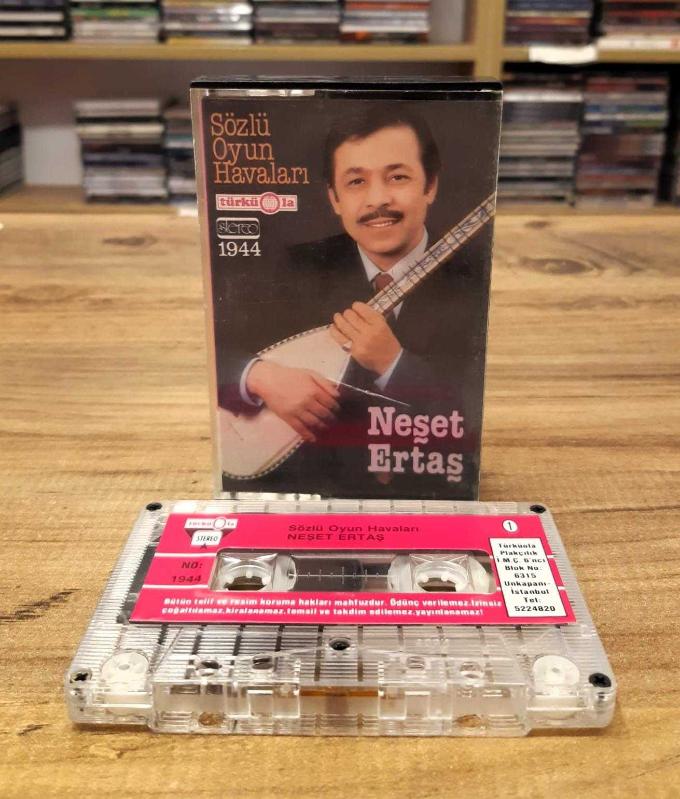 Sözlü
Oyun
Havaları
türkü la
stereo
1944
Neşet
Ertaş
türkü la
STEREO
NO:
1944
Sözlü Oyun Havaları
NEŞET ERTAŞ
1
Türküola
Plakçılık
İ.M.Ç. 6'ncı
Blok No.:
6315
Unkapanı-
İstanbul
Tel:
5224820
Bütün telif ve resim koruma hakları mahfuzdur. Ödünç verilemez.izinsiz
çoğaltılamaz.kiralanamaz.temsil ve takdim edilemez.yayınlanamaz!